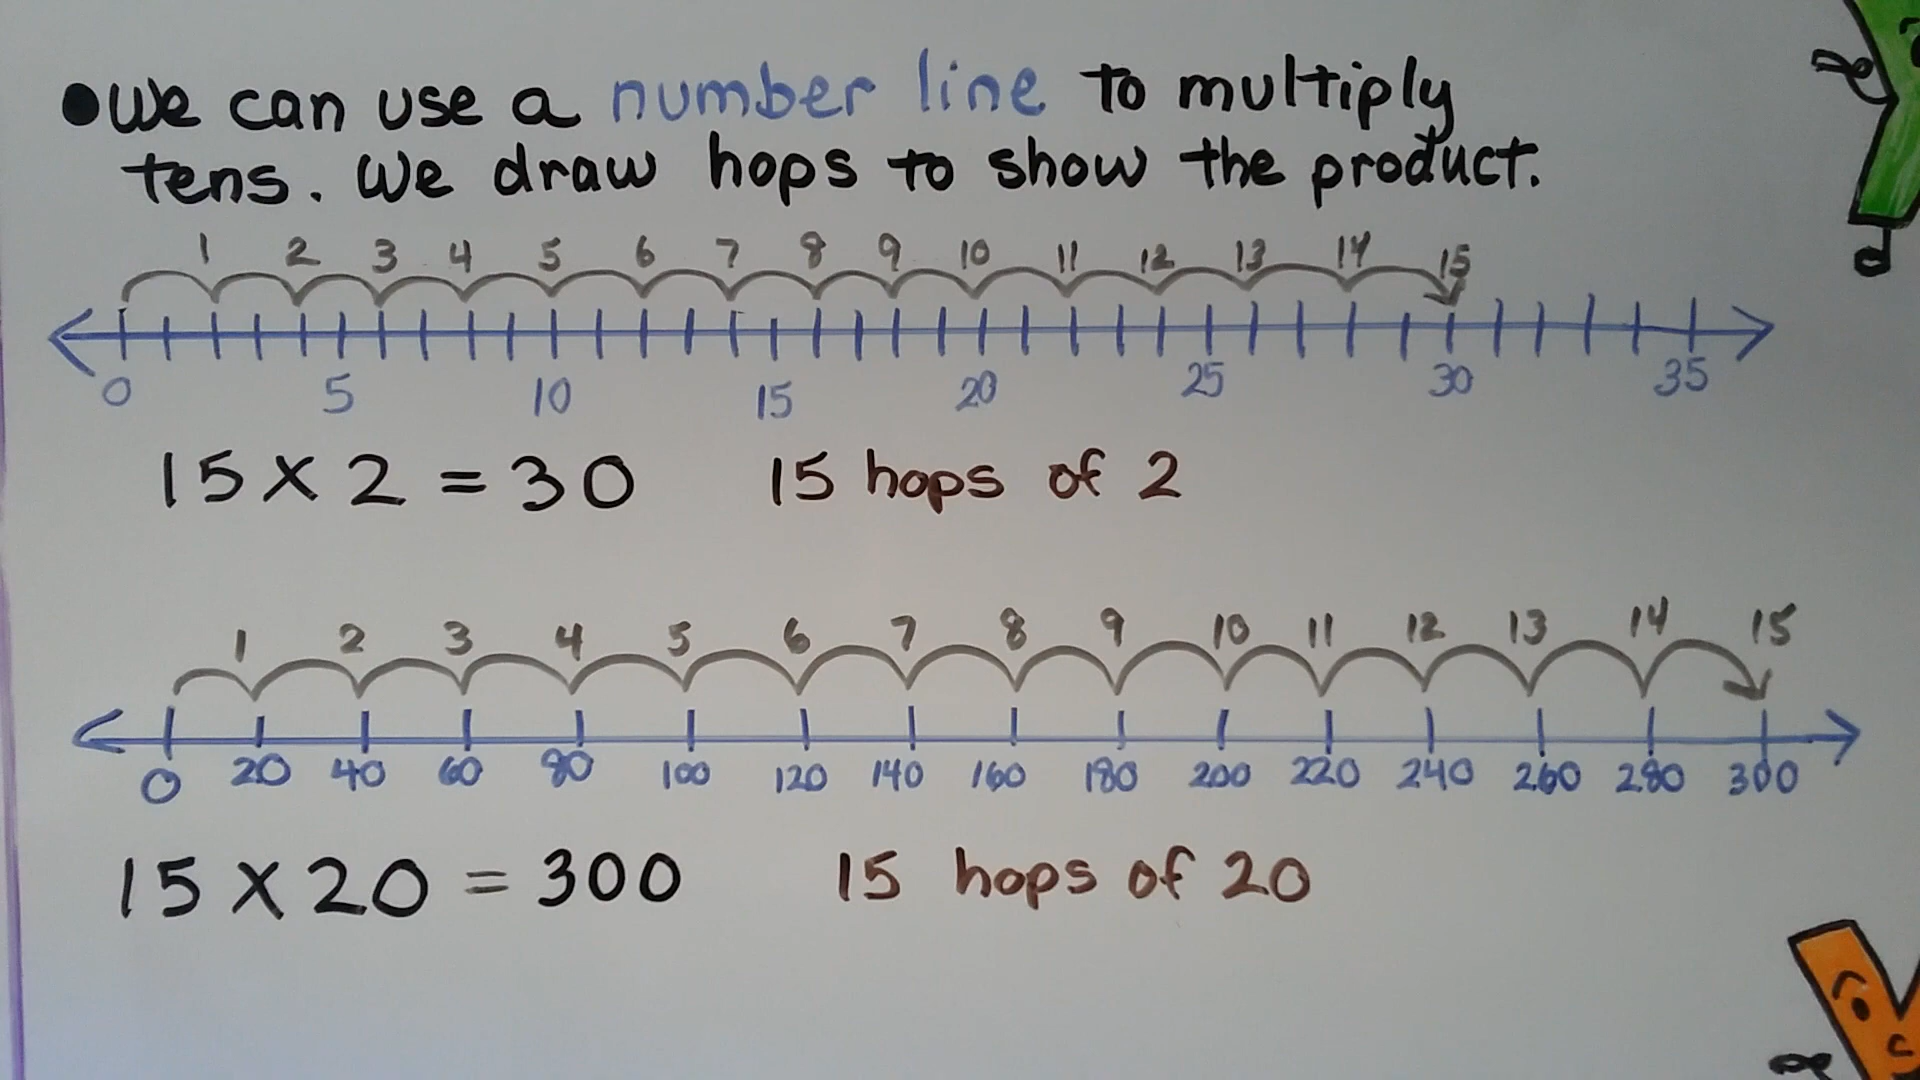 •We can use a number line to multiply
tens. We draw hops to show the product.
1 2 3 4 5 6 7 8 9 10 11 12 13 14 15
0 5 10 15 20 25 30 35
15 x 2 = 30 15 hops of 2
1 2 3 4 5 6 7 8 9 10 11 12 13 14 15
0 20 40 60 80 100 120 140 160 180 200 220 240 260 280 300
15 x 20 = 300 15 hops of 20